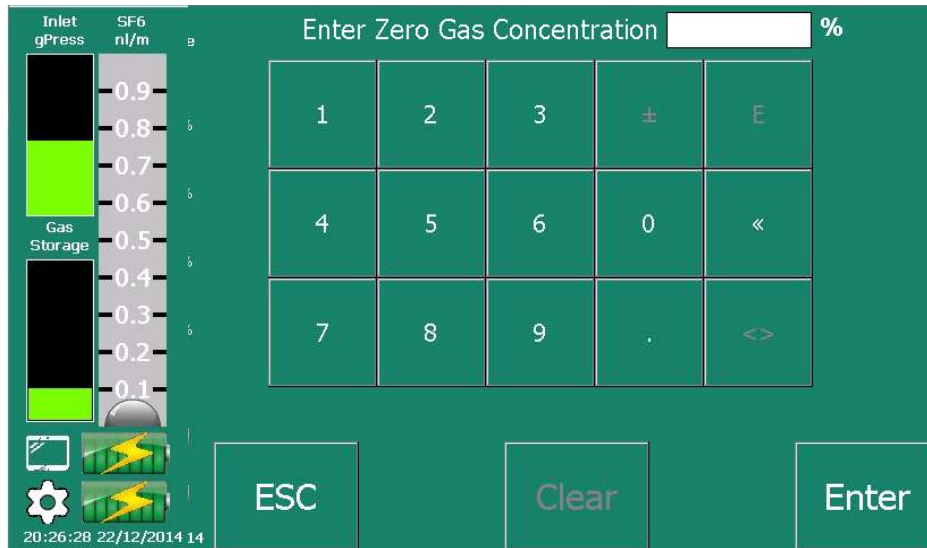 Inlet
gPress
SF6
nl/m
e
Enter Zero Gas Concentration %
0.9
0.8
0.7
0.6
0.5
0.4
0.3
0.2
0.1
Gas
Storage
1 2 3 ± E
4 5 6 0 «
7 8 9 . <>
ESC Clear Enter
20:26:28 22/12/2014 14